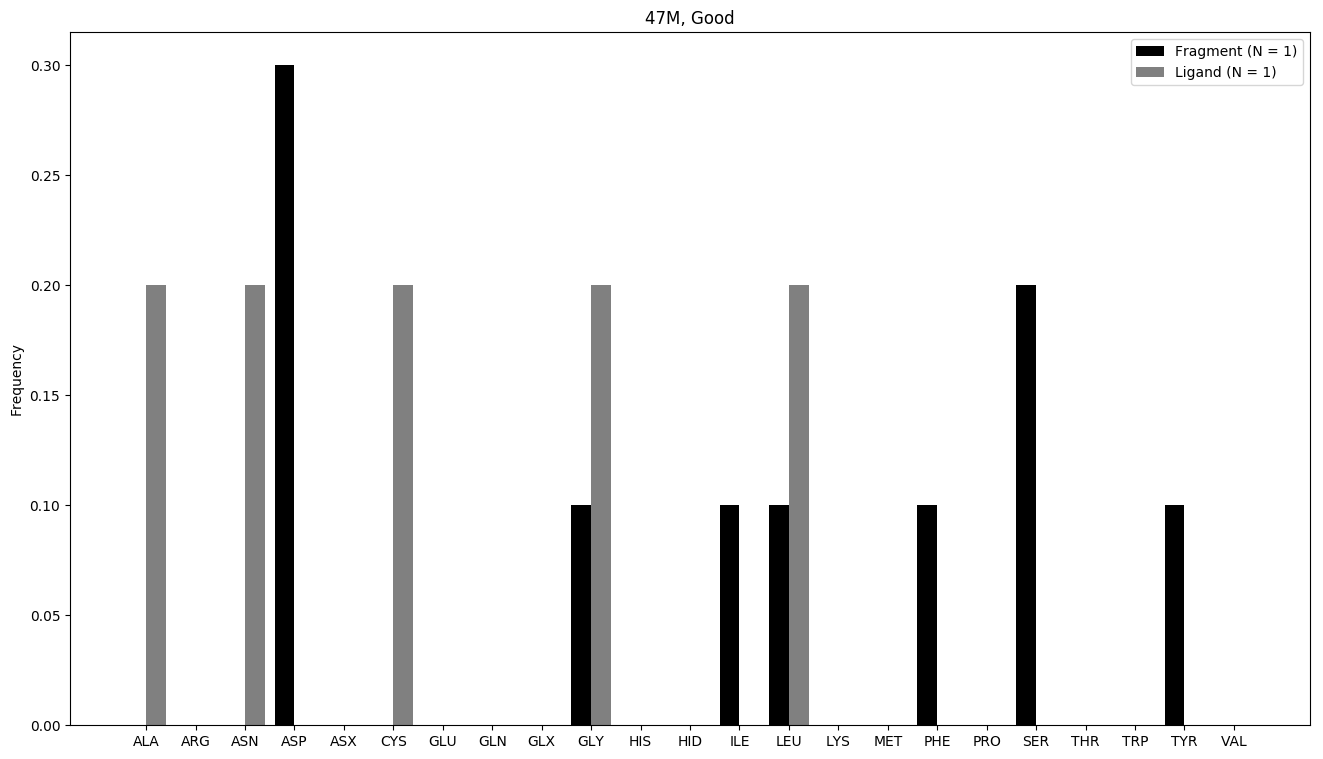 47M, Good
Fragment (N = 1)
Ligand (N = 1)
Frequency
0.30
0.25
0.20
0.15
0.10
0.05
0.00
ALA ARG ASN ASP ASX CYS GLU GLN GLX GLY HIS HID ILE LEU LYS MET PHE PRO SER THR TRP TYR VAL